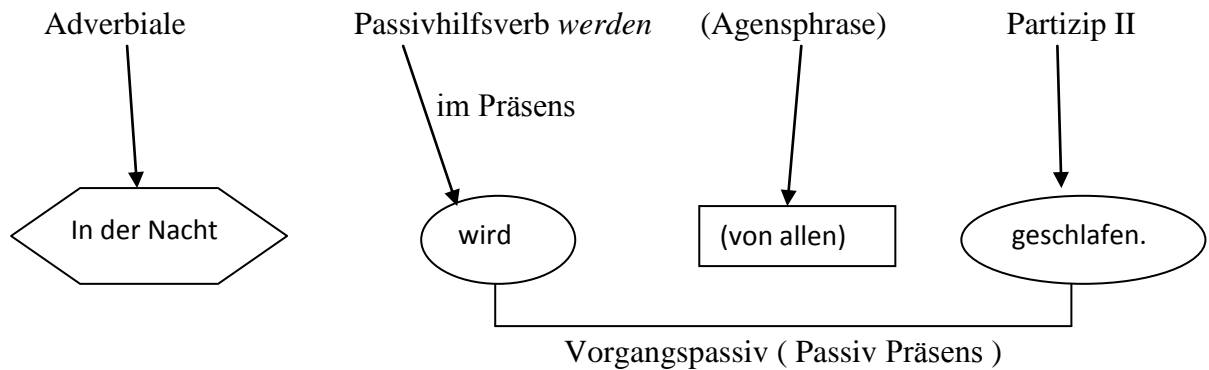 Adverbiale Passivhilfsverb werden (Agensphrase) Partizip II
im Präsens
In der Nacht wird (von allen) geschlafen.
Vorgangspassiv ( Passiv Präsens )